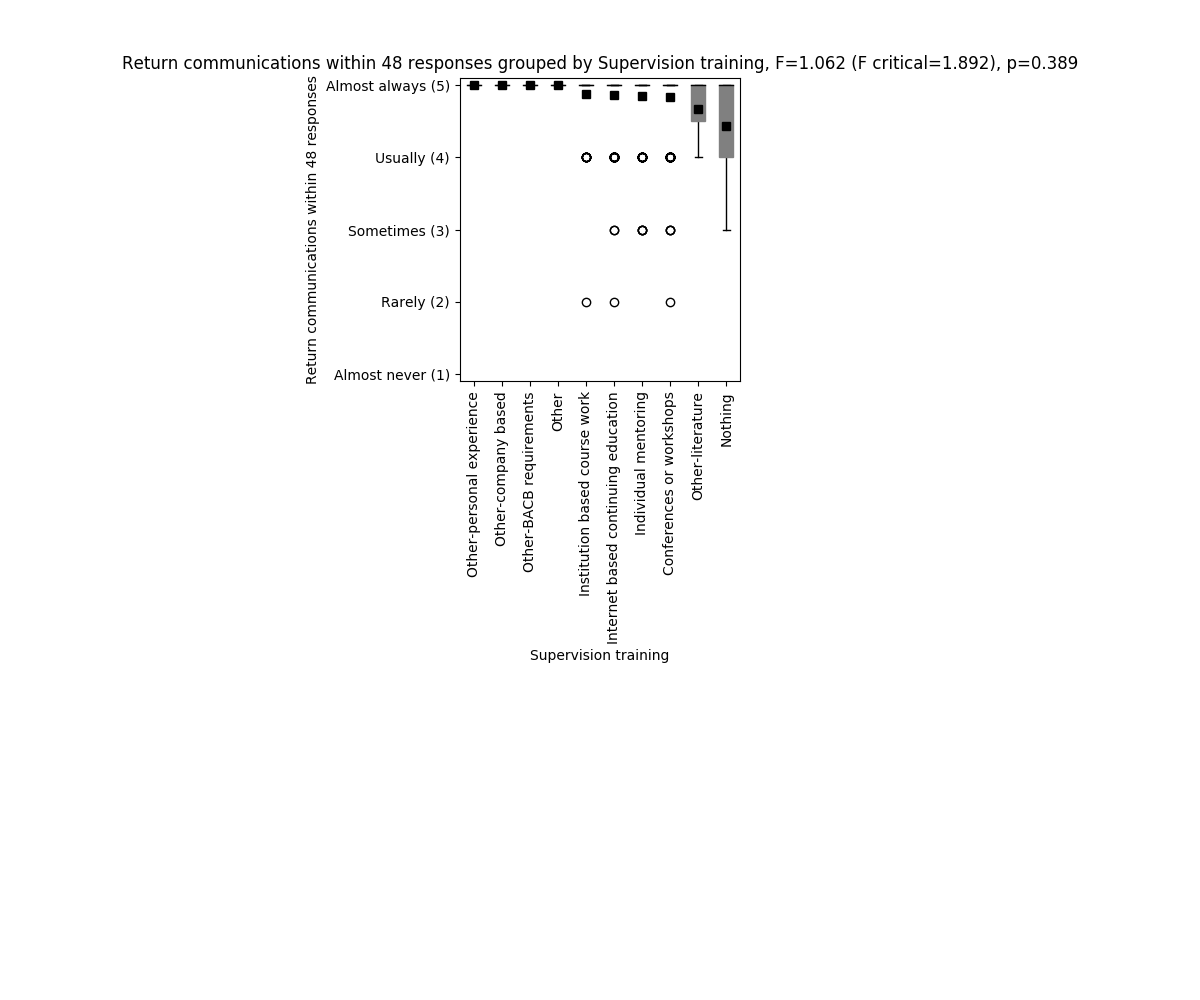 Return communications within 48 responses grouped by Supervision training, F=1.062 (F critical=1.892), p=0.389
Return communications within 48 responses
Almost always (5)
Usually (4)
Sometimes (3)
Rarely (2)
Almost never (1)
Other-personal experience
Other-company based
Other-BACB requirements
Other
Institution based course work
Internet based continuing education
Individual mentoring
Conferences or workshops
Other-literature
Nothing
Supervision training